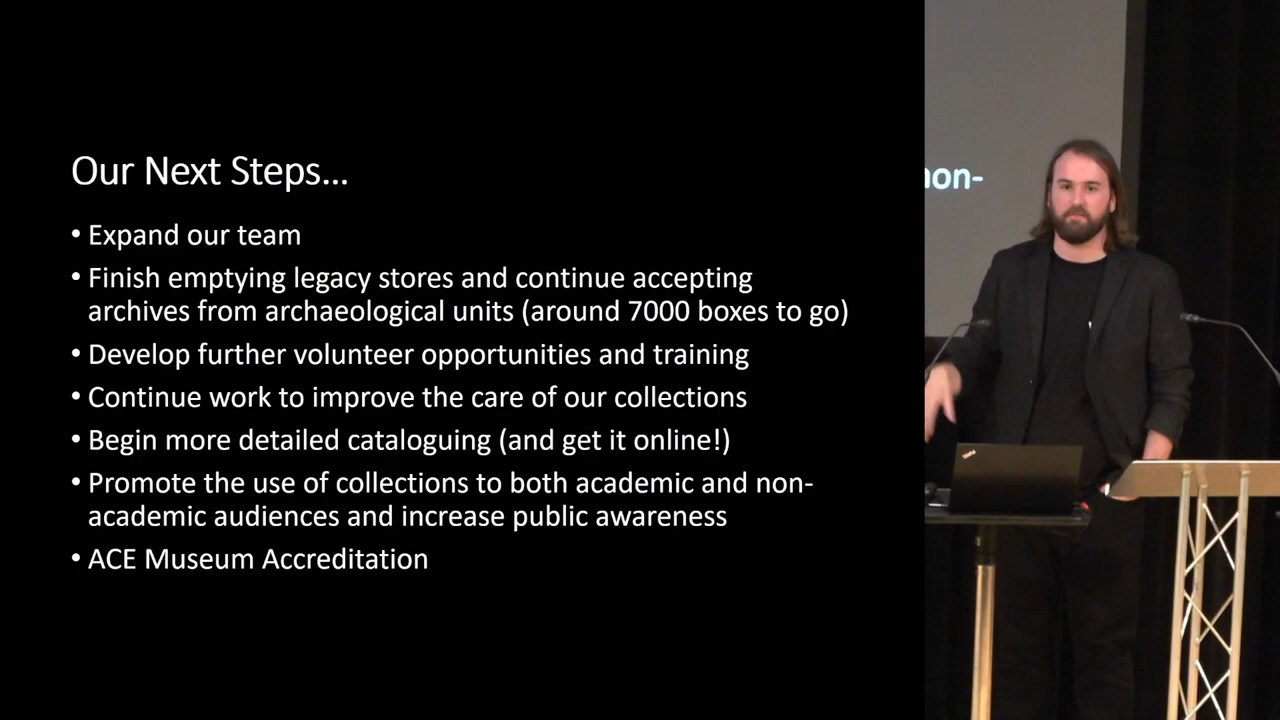 Our Next Steps...
• Expand our team
• Finish emptying legacy stores and continue accepting
archives from archaeological units (around 7000 boxes to go)
• Develop further volunteer opportunities and training
• Continue work to improve the care of our collections
• Begin more detailed cataloguing (and get it online!)
• Promote the use of collections to both academic and non-
academic audiences and increase public awareness
• ACE Museum Accreditation
non-